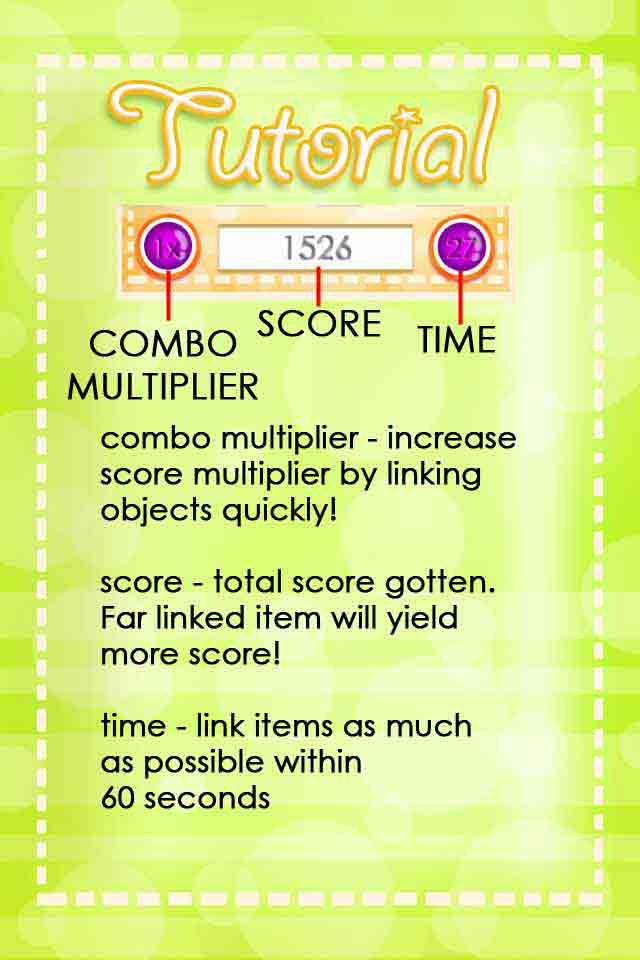 Tutorial
1x 1526 27
COMBO MULTIPLIER
SCORE
TIME
combo multiplier - increase
score multiplier by linking
objects quickly!
score - total score gotten.
Far linked item will yield
more score!
time - link items as much
as possible within
60 seconds